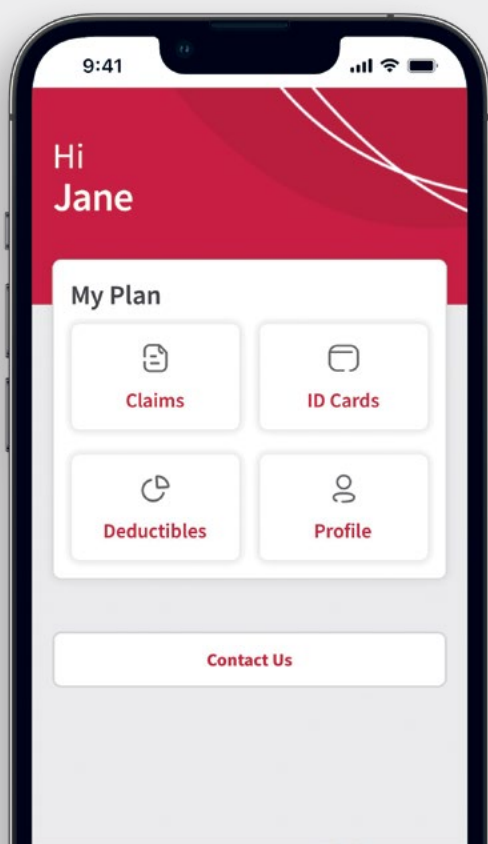 9:41
Hi
Jane
My Plan
Claims
ID Cards
Deductibles
Profile
Contact Us